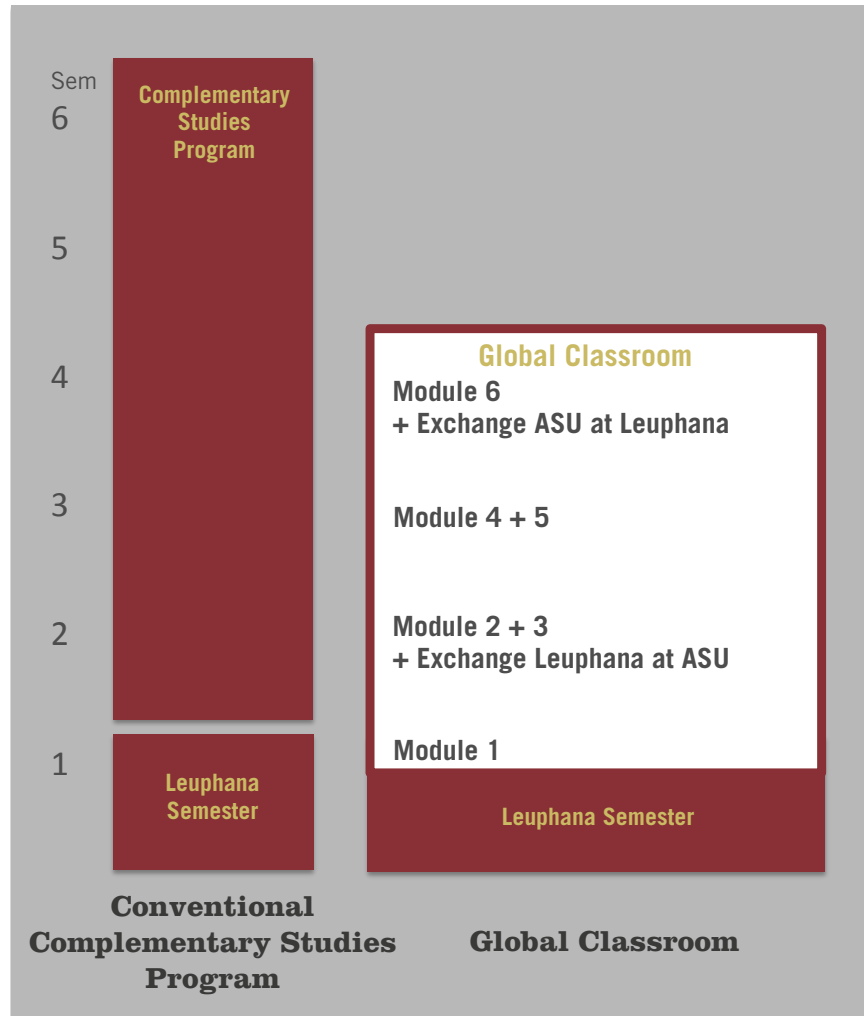 Sem
6
5
4
3
2
1
Complementary
Studies
Program
Leuphana
Semester
Global Classroom
Module 6
+ Exchange ASU at Leuphana
Module 4 + 5
Module 2 + 3
+ Exchange Leuphana at ASU
Module 1
Leuphana Semester
Conventional
Complementary Studies
Program
Global Classroom